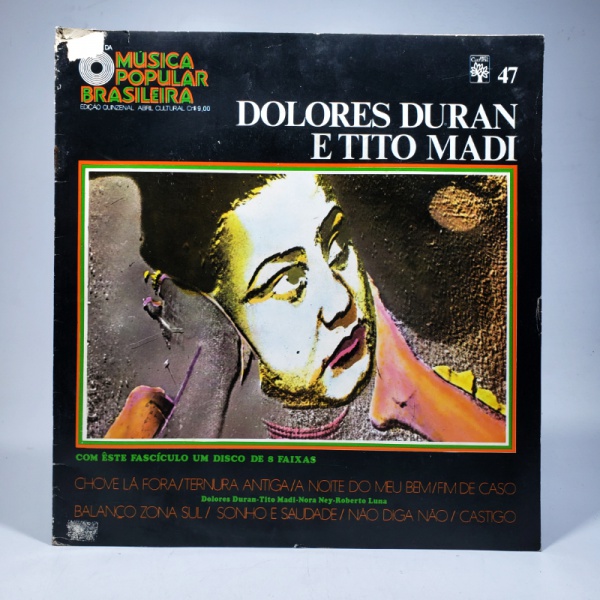 DA
MÚSICA
POPULAR
BRASILEIRA
EDIÇÃO QUINZENAL ABRIL CULTURAL Cr$ 9,00
47
DOLORES DURAN
E TITO MADI
COM ÊSTE FASCÍCULO UM DISCO DE 8 FAIXAS
CHOVE LÁ FORA/TERNURA ANTIGA/A NOITE DO MEU BEM/FIM DE CASO
Dolores Duran-Tito Madi-Nora Ney-Roberto Luna
BALANÇO ZONA SUL/ SONHO E SAUDADE/ NÃO DIGA NÃO/ CASTIGO